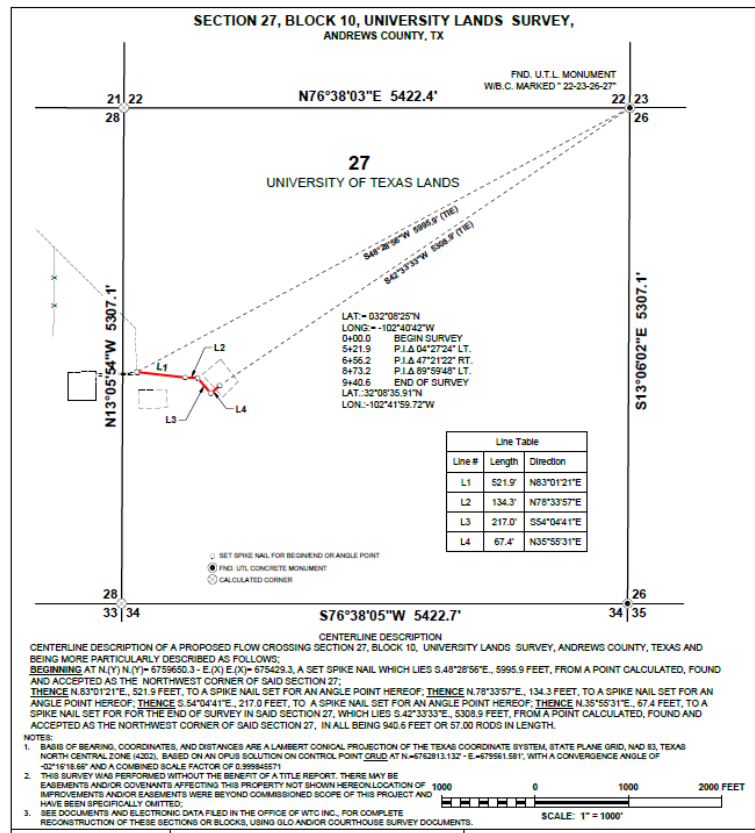 SECTION 27, BLOCK 10, UNIVERSITY LANDS SURVEY,
ANDREWS COUNTY, TX
FND. U.T.L. MONUMENT
W/B.C. MARKED " 22-23-26-27"
21 22
N76°38'03"E 5422.4'
22 23
28
26
27
UNIVERSITY OF TEXAS LANDS
S48°28'56"W 5995.9' (TIE)
S42°33'33"W 5308.9' (TIE)
N13°05'54"W 5307.1'
S13°06'02"E 5307.1'
LAT:= 032°08'25"N
LONG:= -102°40'42"W
0+00.0 BEGIN SURVEY
5+21.9 P.I.Δ 04°27'24" LT.
6+56.2 P.I.Δ 47°21'22" RT.
8+73.2 P.I.Δ 89°59'48" LT.
9+40.6 END OF SURVEY
LAT.:32°08'35.91"N
LON.:-102°41'59.72"W
L1
L2
L3
L4
Line Table
Line # Length Direction
L1 521.9' N83°01'21"E
L2 134.3' N78°33'57"E
L3 217.0' S54°04'41"E
L4 67.4' N35°55'31"E
SET SPIKE NAIL FOR BEGIN/END OR ANGLE POINT
FND. UTL CONCRETE MONUMENT
CALCULATED CORNER
28
26
33 34
S76°38'05"W 5422.7'
34 35
CENTERLINE DESCRIPTION
CENTERLINE DESCRIPTION OF A PROPOSED FLOW CROSSING SECTION 27, BLOCK 10, UNIVERSITY LANDS SURVEY, ANDREWS COUNTY, TEXAS AND
BEING MORE PARTICULARLY DESCRIBED AS FOLLOWS;
BEGINNING AT N.(Y) N.(Y)= 6759650.3 - E.(X) E.(X)= 675429.3, A SET SPIKE NAIL WHICH LIES S.48°28'56"E., 5995.9 FEET, FROM A POINT CALCULATED, FOUND
AND ACCEPTED AS THE NORTHWEST CORNER OF SAID SECTION 27;
THENCE N.83°01'21"E., 521.9 FEET, TO A SPIKE NAIL SET FOR AN ANGLE POINT HEREOF; THENCE N.78°33'57"E., 134.3 FEET, TO A SPIKE NAIL SET FOR AN
ANGLE POINT HEREOF; THENCE S.54°04'41"E., 217.0 FEET, TO A SPIKE NAIL SET FOR AN ANGLE POINT HEREOF; THENCE N.35°55'31"E., 67.4 FEET, TO A
SPIKE NAIL SET FOR FOR THE END OF SURVEY IN SAID SECTION 27, WHICH LIES S.42°33'33"E., 5308.9 FEET, FROM A POINT CALCULATED, FOUND AND
ACCEPTED AS THE NORTHWEST CORNER OF SAID SECTION 27, IN ALL BEING 940.6 FEET OR 57.00 RODS IN LENGTH.
NOTES:
1. BASIS OF BEARING, COORDINATES, AND DISTANCES ARE A LAMBERT CONICAL PROJECTION OF THE TEXAS COORDINATE SYSTEM, STATE PLANE GRID, NAD 83, TEXAS
NORTH CENTRAL ZONE (4202), BASED ON AN OPUS SOLUTION ON CONTROL POINT CRUD AT N.=6762813.132' - E.=679561.581', WITH A CONVERGENCE ANGLE OF
-02°16'18.66" AND A COMBINED SCALE FACTOR OF 0.999845571
2. THIS SURVEY WAS PERFORMED WITHOUT THE BENEFIT OF A TITLE REPORT. THERE MAY BE
EASEMENTS AND/OR COVENANTS AFFECTING THIS PROPERTY NOT SHOWN HEREON.LOCATION OF
IMPROVEMENTS AND/OR EASEMENTS WERE BEYOND COMMISSIONED SCOPE OF THIS PROJECT AND
HAVE BEEN SPECIFICALLY OMITTED;
3. SEE DOCUMENTS AND ELECTRONIC DATA FILED IN THE OFFICE OF WTC INC., FOR COMPLETE
RECONSTRUCTION OF THESE SECTIONS OR BLOCKS, USING GLO AND/OR COURTHOUSE SURVEY DOCUMENTS.
1000 0 1000 2000 FEET
SCALE: 1" = 1000'